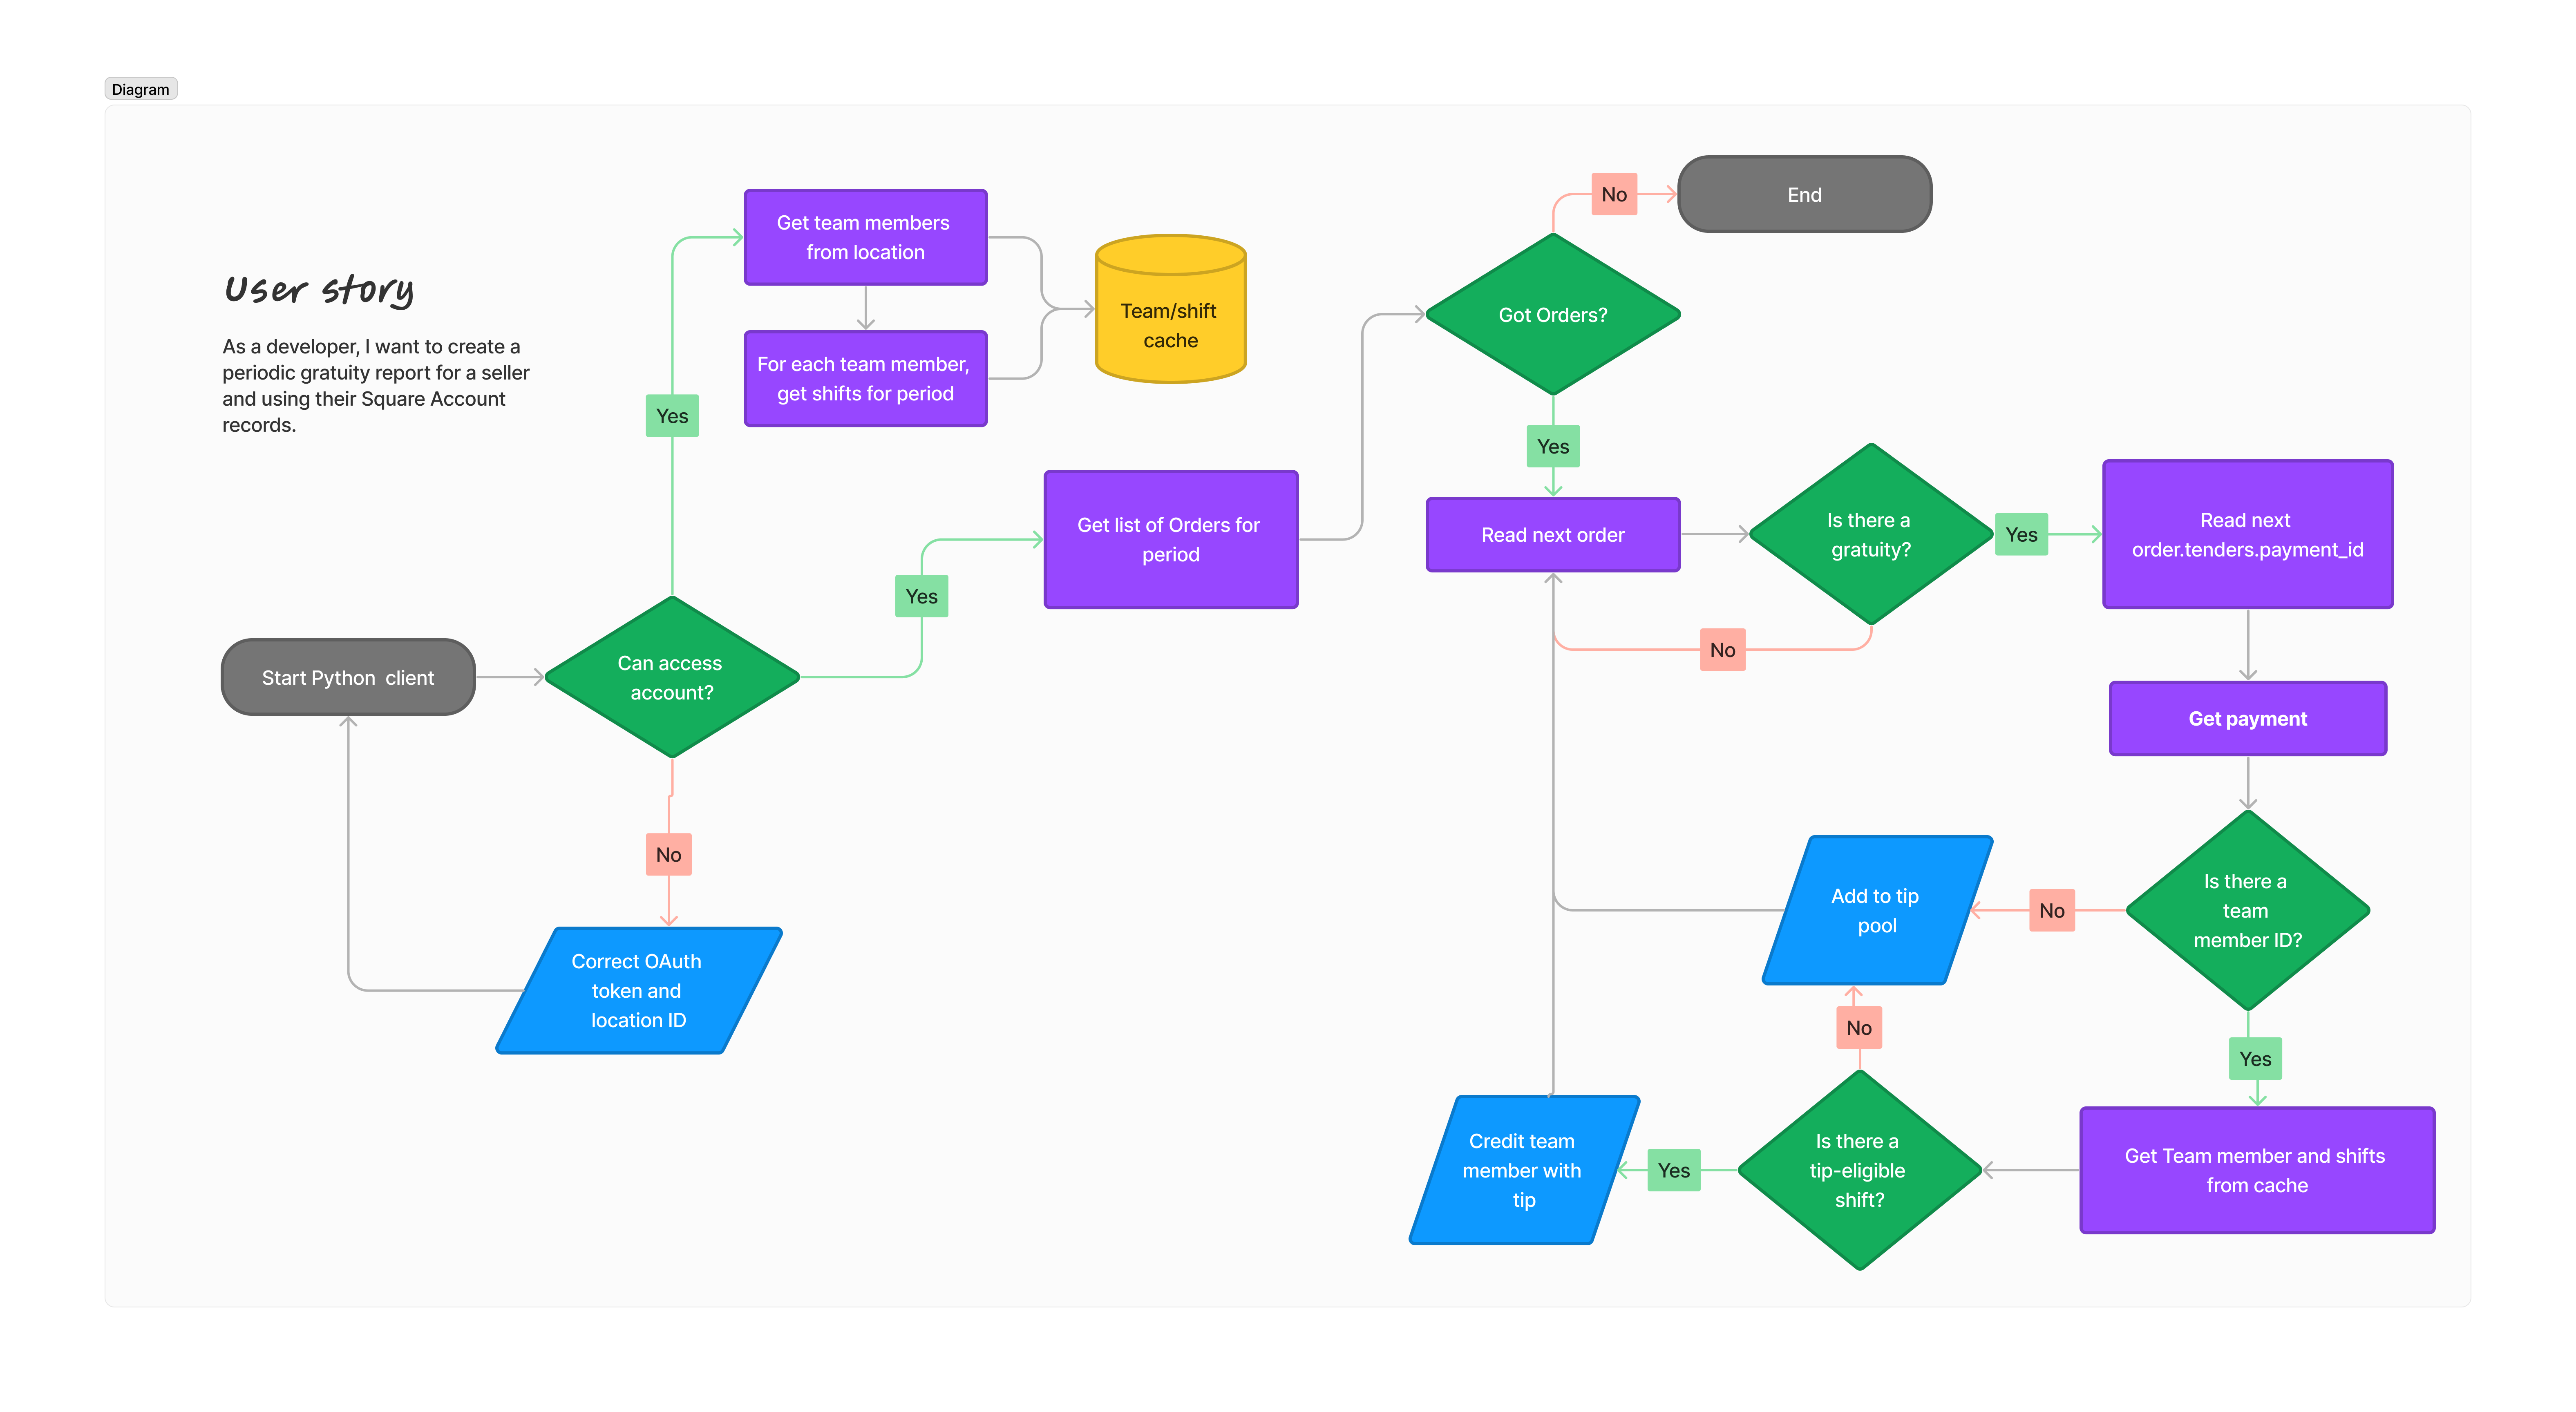 Diagram
User story
As a developer, I want to create a
periodic gratuity report for a seller
and using their Square Account
records.
Start Python  client
Can access
account?
Yes
Get team members
from location
For each team member,
get shifts for period
Team/shift
cache
Yes
Get list of Orders for
period
No
Correct OAuth
token and
location ID
Got Orders?
No
End
Yes
Read next order
Is there a
gratuity?
No
Yes
Read next
order.tenders.payment_id
Get payment
Is there a
team
member ID?
No
Add to tip
pool
Yes
Get Team member and shifts
from cache
Is there a
tip-eligible
shift?
No
Yes
Credit team
member with
tip